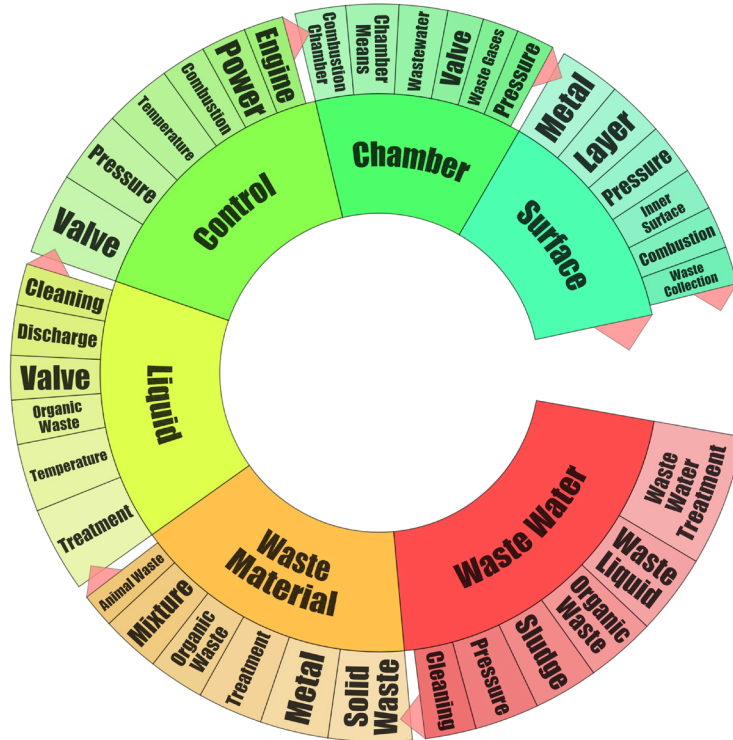 Engine
Power
Combustion
Temperature
Pressure
Valve
Control
Combustion
Chamber
Chamber
Means
Wastewater
Valve
Waste Gases
Pressure
Chamber
Metal
Layer
Pressure
Inner
Surface
Combustion
Waste
Collection
Surface
Cleaning
Discharge
Valve
Organic
Waste
Temperature
Treatment
Liquid
Animal Waste
Mixture
Organic
Waste
Treatment
Metal
Solid
Waste
Waste
Material
Waste Water
Cleaning
Pressure
Sludge
Organic
Waste
Waste
Liquid
Waste
Water
Treatment